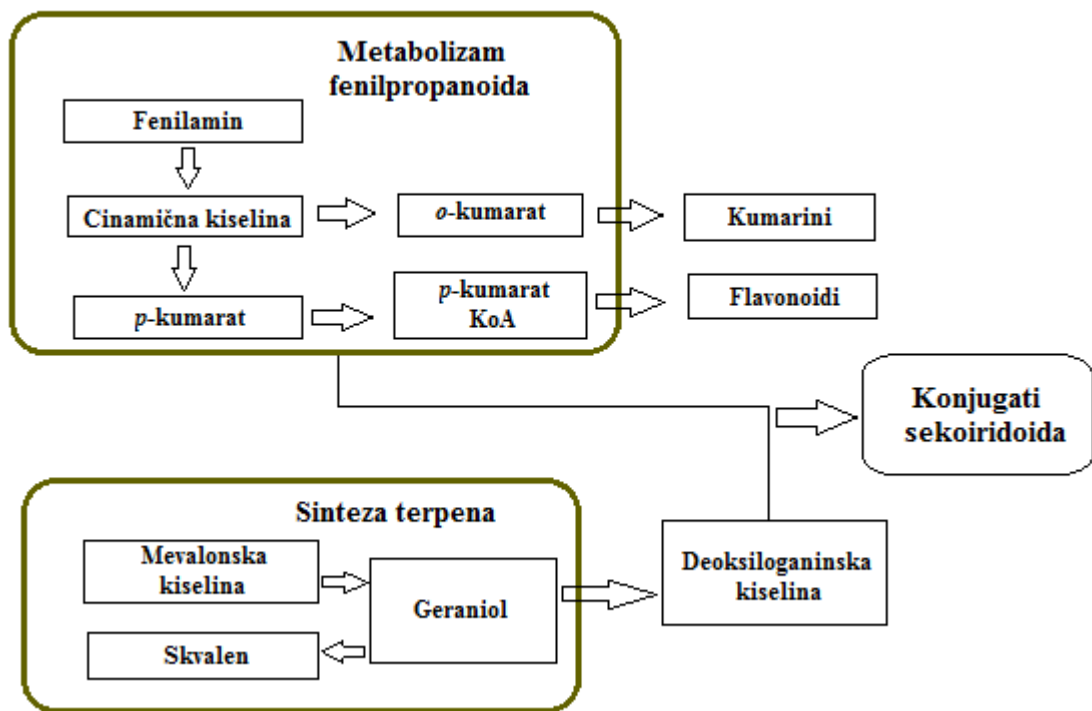 Metabolizam
fenilpropanoida
Fenilamin
Cinamična kiselina
o-kumarat
Kumarini
p-kumarat
p-kumarat
KoA
Flavonoidi
Konjugati
sekoiridoida
Sinteza terpena
Mevalonska
kiselina
Geraniol
Skvalen
Deoksiloganinska
kiselina